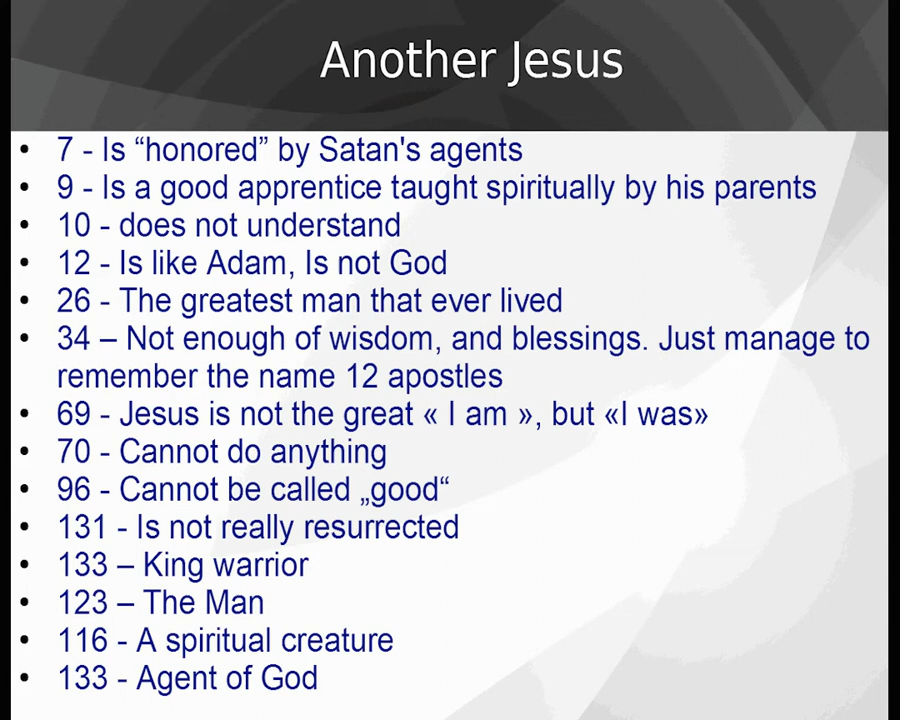 Another Jesus
• 7 - Is “honored” by Satan's agents
• 9 - Is a good apprentice taught spiritually by his parents
• 10 - does not understand
• 12 - Is like Adam, Is not God
• 26 - The greatest man that ever lived
• 34 – Not enough of wisdom, and blessings. Just manage to
remember the name 12 apostles
• 69 - Jesus is not the great « I am », but «I was»
• 70 - Cannot do anything
• 96 - Cannot be called „good“
• 131 - Is not really resurrected
• 133 – King warrior
• 123 – The Man
• 116 - A spiritual creature
• 133 - Agent of God